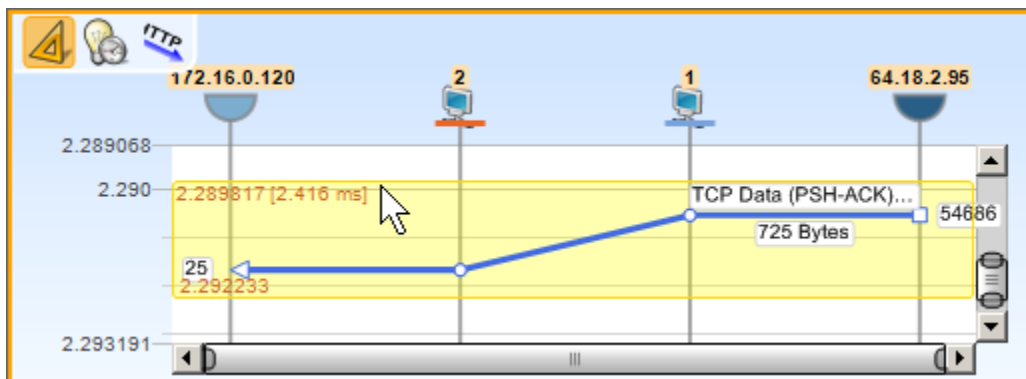 HTTP
172.16.0.120
2
1
64.18.2.95
2.289068
2.290
2.289817 [2.416 ms]
TCP Data (PSH-ACK)...
54686
725 Bytes
25
2.292233
2.293191